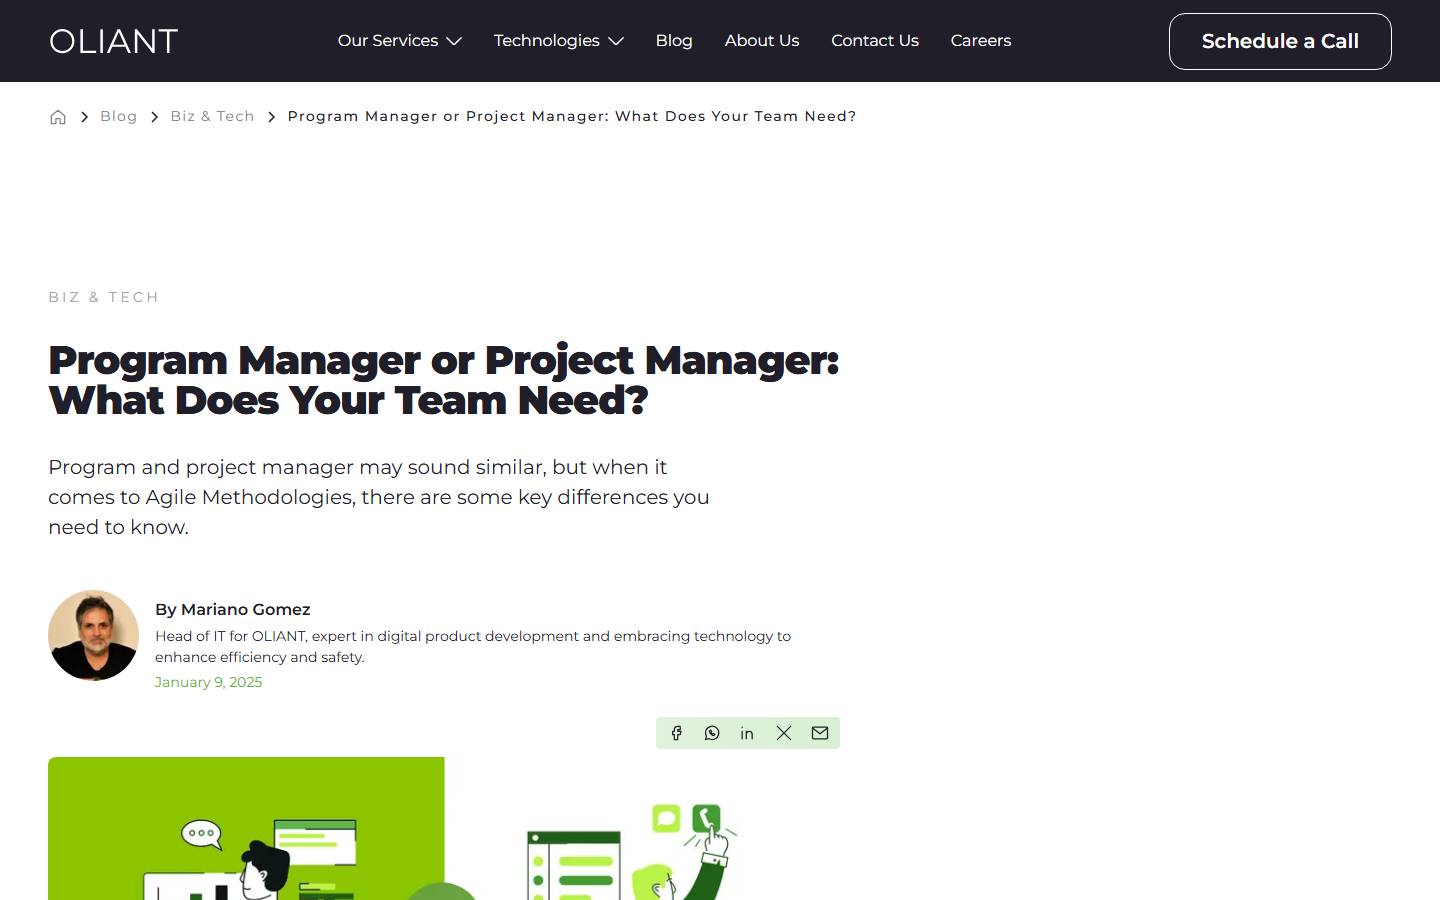 OLIANT
Our Services
Technologies
Blog
About Us
Contact Us
Careers
Schedule a Call
Blog
Biz & Tech
Program Manager or Project Manager: What Does Your Team Need?
BIZ & TECH
Program Manager or Project Manager:
What Does Your Team Need?
Program and project manager may sound similar, but when it
comes to Agile Methodologies, there are some key differences you
need to know.
By Mariano Gomez
Head of IT for OLIANT, expert in digital product development and embracing technology to
enhance efficiency and safety.
January 9, 2025